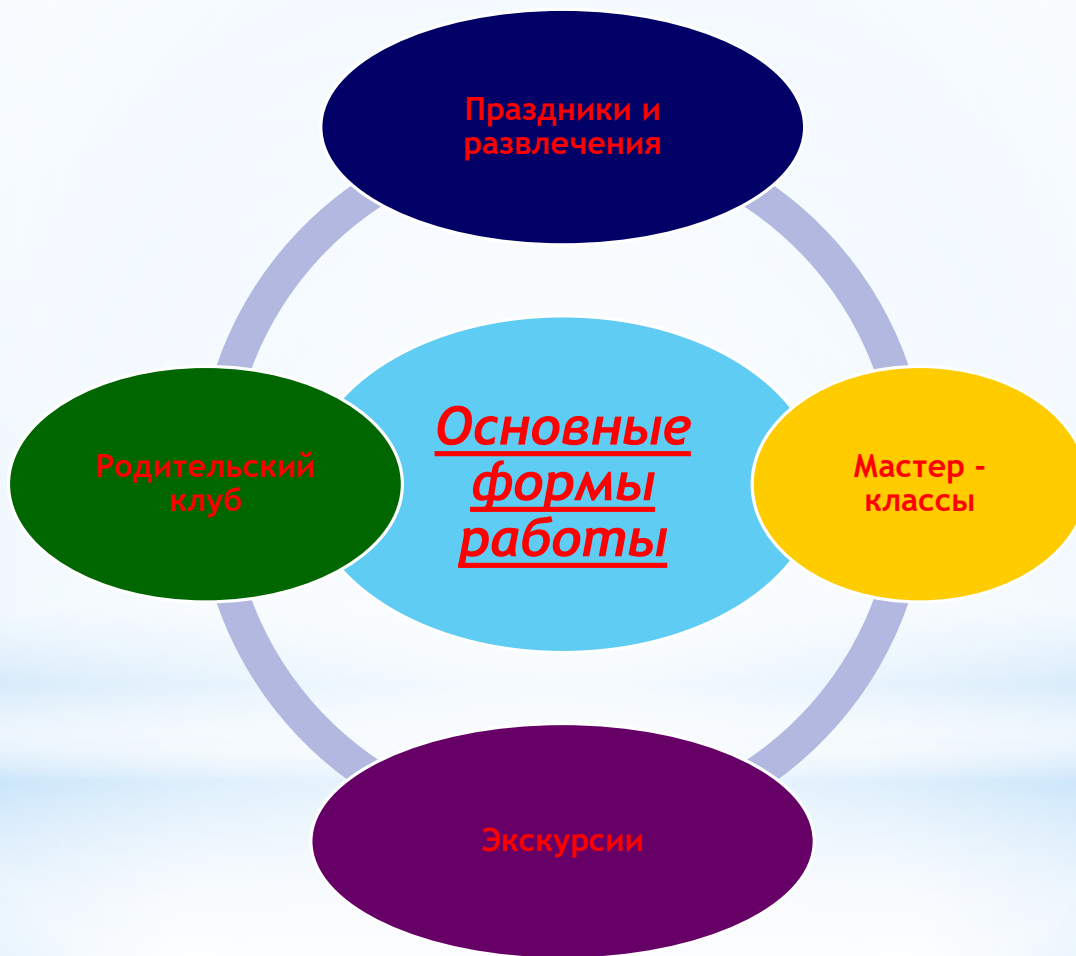 Праздники и
развлечения
Родительский
клуб
Основные
формы
работы
Мастер -
классы
Экскурсии